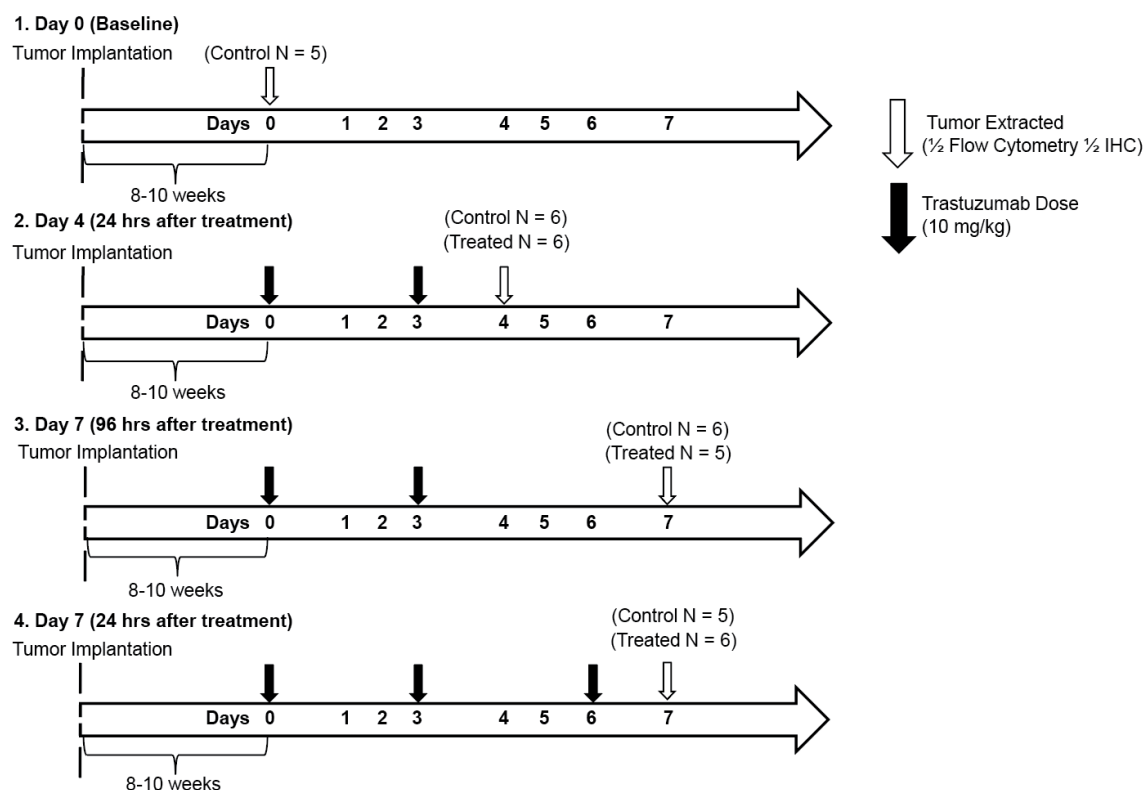 1. Day 0 (Baseline)
Tumor Implantation
(Control N = 5)
Days 0 1 2 3 4 5 6 7
8-10 weeks
Tumor Extracted
(½ Flow Cytometry ½ IHC)
Trastuzumab Dose
(10 mg/kg)
2. Day 4 (24 hrs after treatment)
Tumor Implantation
(Control N = 6)
(Treated N = 6)
Days 0 1 2 3 4 5 6 7
8-10 weeks
3. Day 7 (96 hrs after treatment)
Tumor Implantation
(Control N = 6)
(Treated N = 5)
Days 0 1 2 3 4 5 6 7
8-10 weeks
4. Day 7 (24 hrs after treatment)
Tumor Implantation
(Control N = 5)
(Treated N = 6)
Days 0 1 2 3 4 5 6 7
8-10 weeks